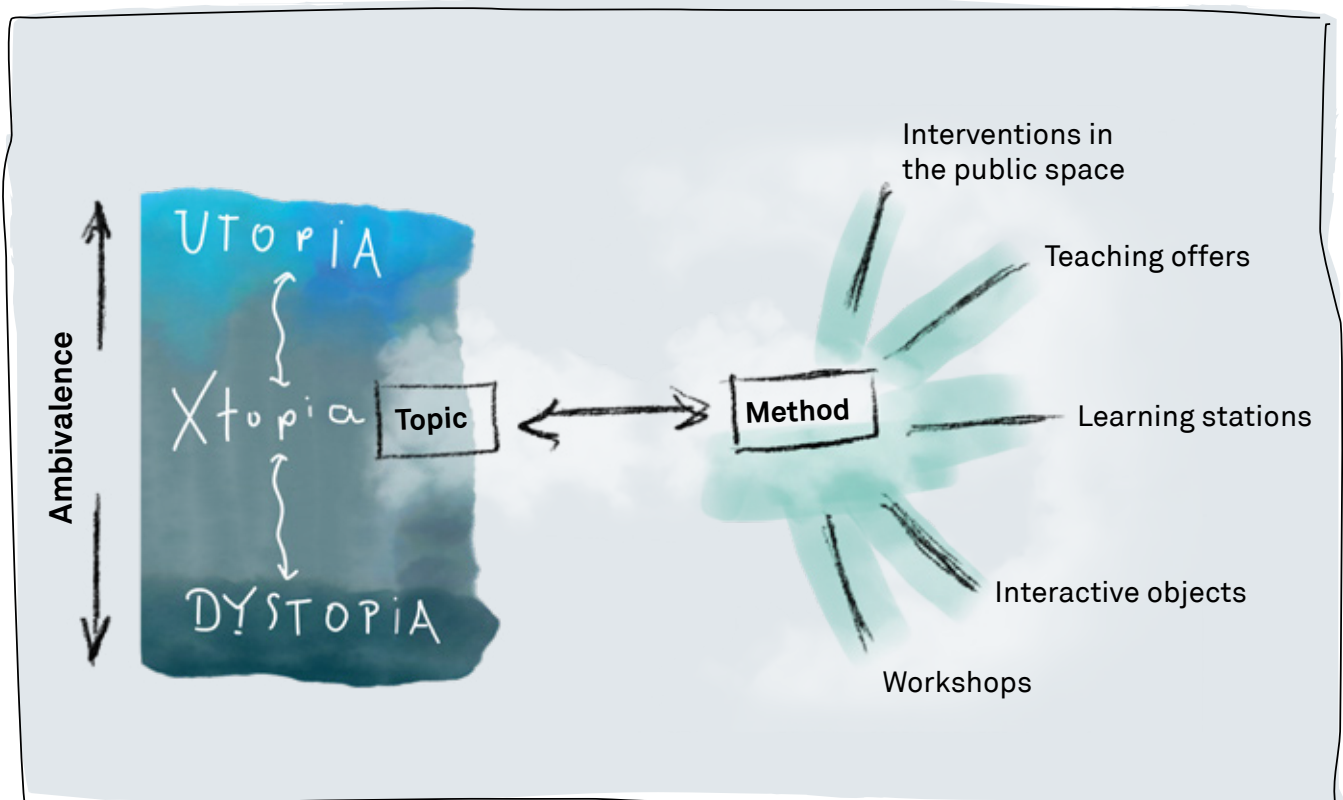 Ambivalence
UTOPiA
Xtopia
DYSTOPiA
Topic
Method
Interventions in
the public space
Teaching offers
Learning stations
Interactive objects
Workshops